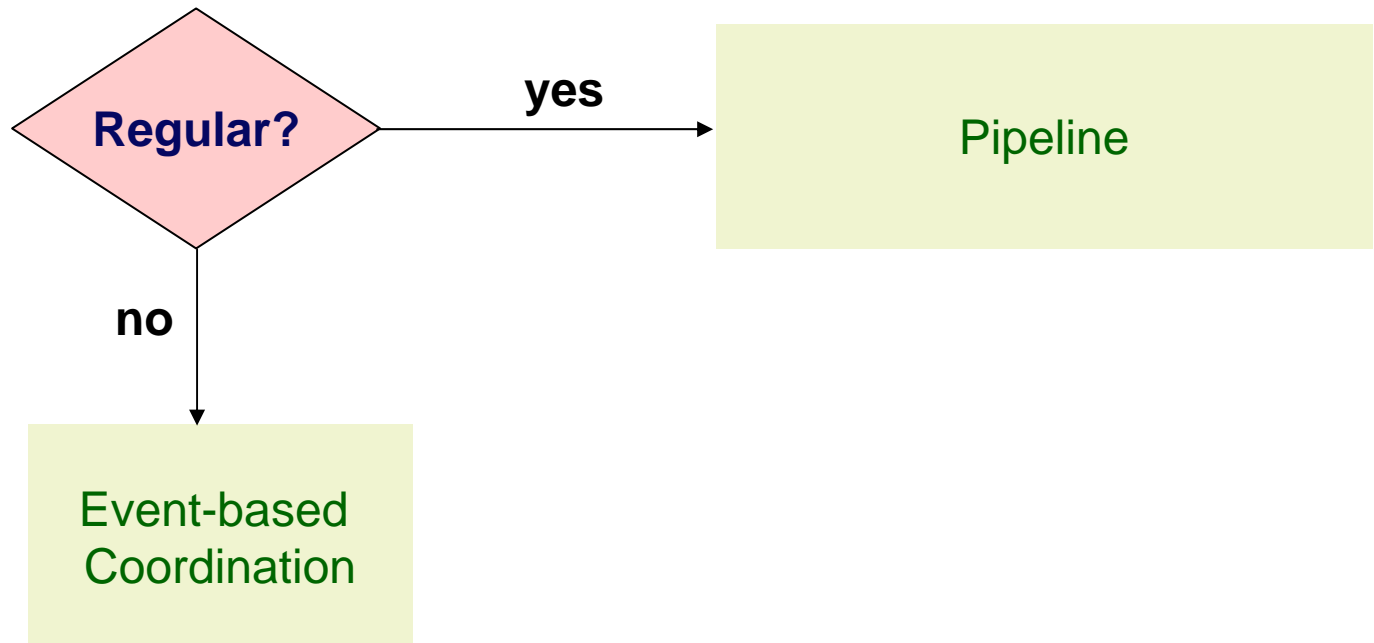 yes
Regular?
Pipeline
no
Event-based
Coordination